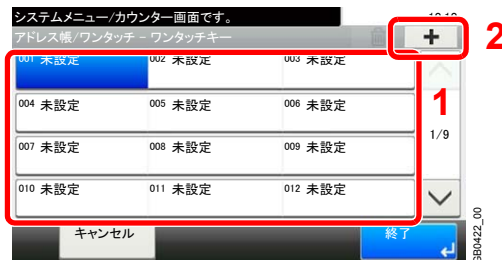 システムメニュー/カウンター画面です。
アドレス帳/ワンタッチ - ワンタッチキー
+
2
001 未設定 002 未設定 003 未設定
1
004 未設定 005 未設定 006 未設定
1/9
007 未設定 008 未設定 009 未設定
010 未設定 011 未設定 012 未設定
キャンセル
終了
GB0422_00